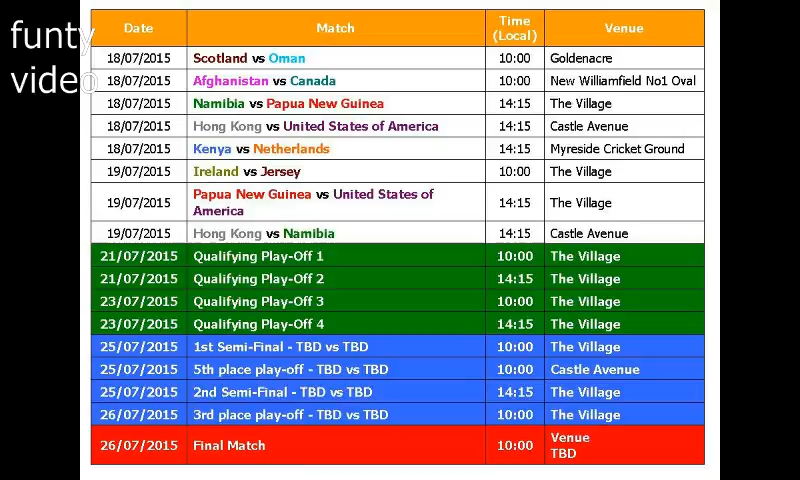 funty
video
Date Match Time (Local) Venue
18/07/2015 Scotland vs Oman 10:00 Goldenacre
18/07/2015 Afghanistan vs Canada 10:00 New Williamfield No1 Oval
18/07/2015 Namibia vs Papua New Guinea 14:15 The Village
18/07/2015 Hong Kong vs United States of America 14:15 Castle Avenue
18/07/2015 Kenya vs Netherlands 14:15 Myreside Cricket Ground
19/07/2015 Ireland vs Jersey 10:00 The Village
19/07/2015 Papua New Guinea vs United States of America 14:15 The Village
19/07/2015 Hong Kong vs Namibia 14:15 Castle Avenue
21/07/2015 Qualifying Play-Off 1 10:00 The Village
21/07/2015 Qualifying Play-Off 2 14:15 The Village
23/07/2015 Qualifying Play-Off 3 10:00 The Village
23/07/2015 Qualifying Play-Off 4 14:15 The Village
25/07/2015 1st Semi-Final - TBD vs TBD 10:00 The Village
25/07/2015 5th place play-off - TBD vs TBD 10:00 Castle Avenue
25/07/2015 2nd Semi-Final - TBD vs TBD 14:15 The Village
26/07/2015 3rd place play-off - TBD vs TBD 10:00 The Village
26/07/2015 Final Match 10:00 Venue TBD